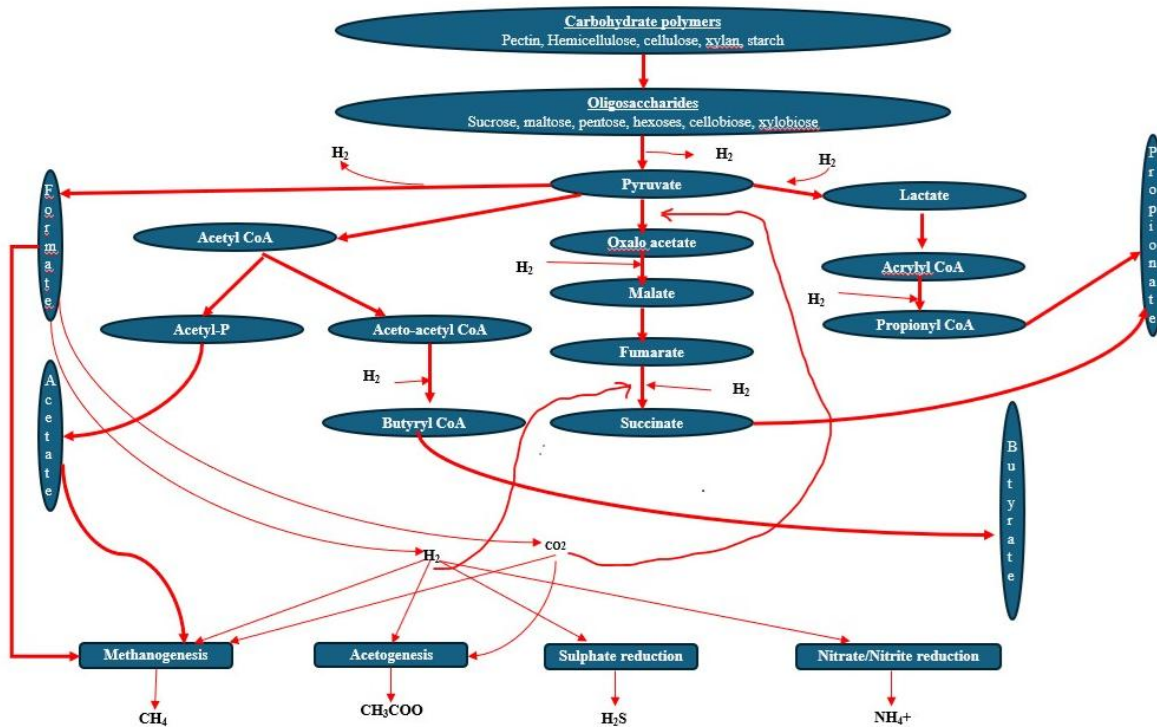 Carbohydrate polymers
Pectin, Hemicellulose, cellulose, xylan, starch
Oligosaccharides
Sucrose, maltose, pentose, hexoses, cellobiose, xylobiose
H₂
H₂
H₂
Pyruvate
Lactate
Formate
Propionate
Acetyl CoA
Oxalo acetate
H₂
Acrylyl CoA
Malate
H₂
Propionyl CoA
Acetyl-P
Aceto-acetyl CoA
Fumarate
H₂
H₂
Acetate
Butyryl CoA
Succinate
Butyrate
H₂
CO₂
Methanogenesis
Acetogenesis
Sulphate reduction
Nitrate/Nitrite reduction
CH₄
CH₃COO
H₂S
NH₄+